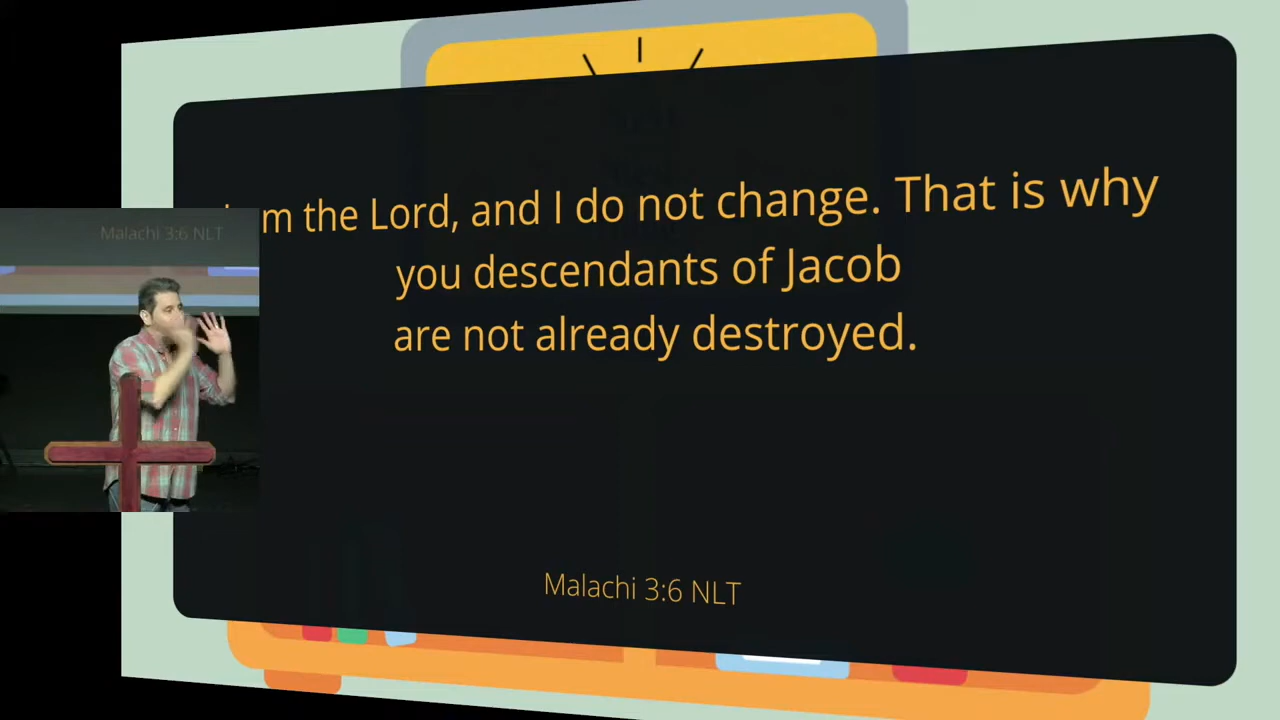 am the Lord, and I do not change. That is why
you descendants of Jacob
are not already destroyed.
Malachi 3:6 NLT
Malachi 3:6 NLT